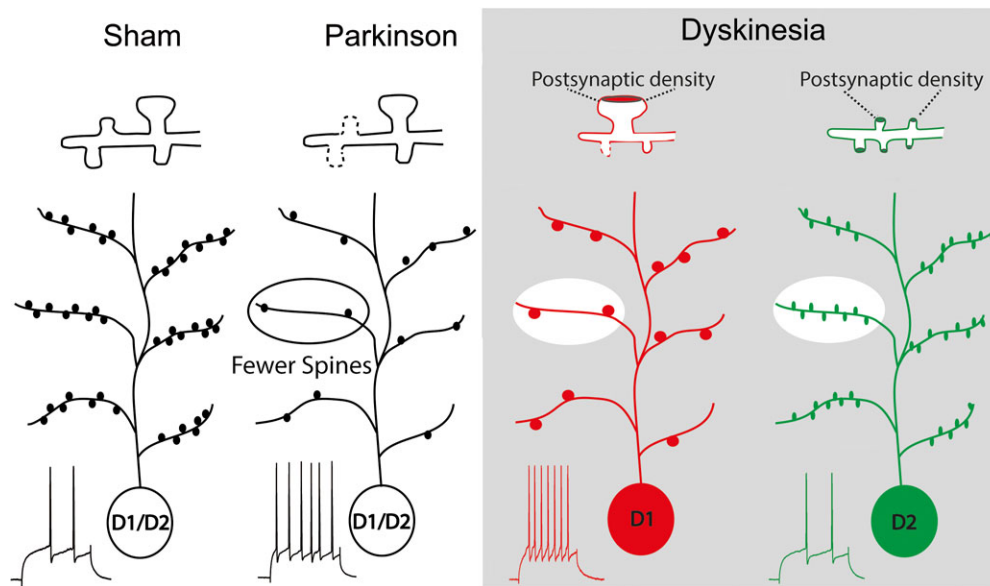 Sham
Parkinson
Dyskinesia
Postsynaptic density
Postsynaptic density
Fewer Spines
D1/D2
D1/D2
D1
D2